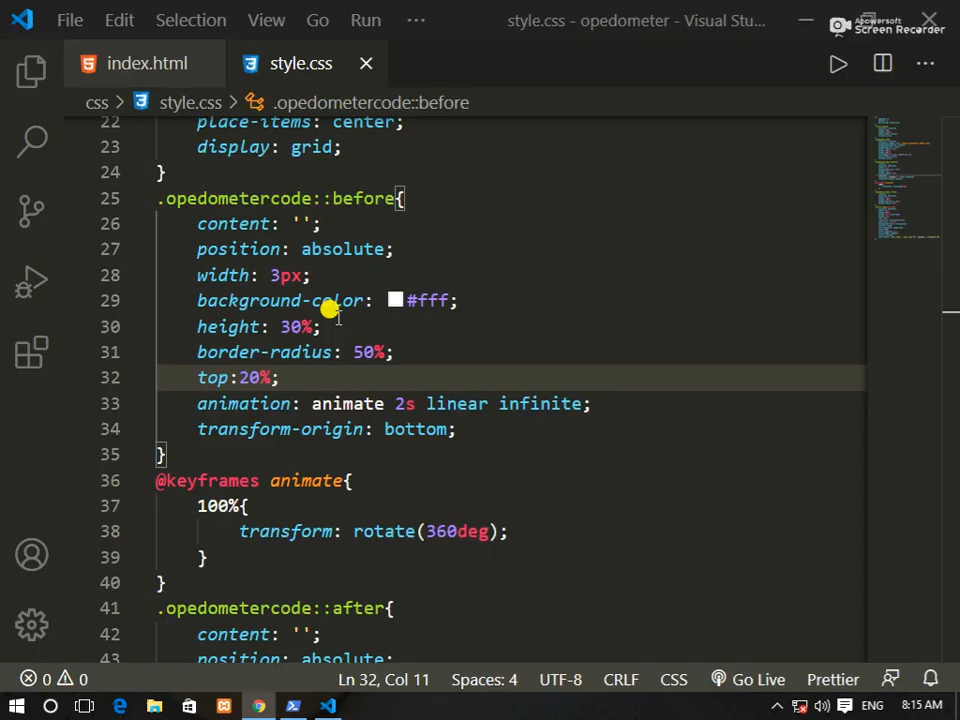 File Edit Selection View Go Run ··· style.css - opedometer - Visual Stu...
Apowersoft
Screen Recorder
index.html style.css
css > style.css > .opedometercode::before
22 place-items: center;
23 display: grid;
24 }
25 .opedometercode::before{
26 content: '';
27 position: absolute;
28 width: 3px;
29 background-color: #fff;
30 height: 30%;
31 border-radius: 50%;
32 top:20%;
33 animation: animate 2s linear infinite;
34 transform-origin: bottom;
35 }
36 @keyframes animate{
37 100%{
38 transform: rotate(360deg);
39 }
40 }
41 .opedometercode::after{
42 content: '';
43 position: absolute;
0 0 Ln 32, Col 11 Spaces: 4 UTF-8 CRLF CSS Go Live Prettier
ENG 8:15 AM